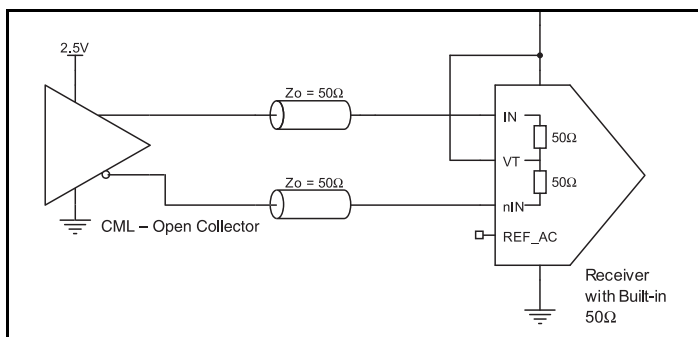 2.5V
Zo = 50Ω
Zo = 50Ω
CML – Open Collector
IN
50Ω
VT
50Ω
nIN
REF_AC
Receiver
with Built-in
50Ω